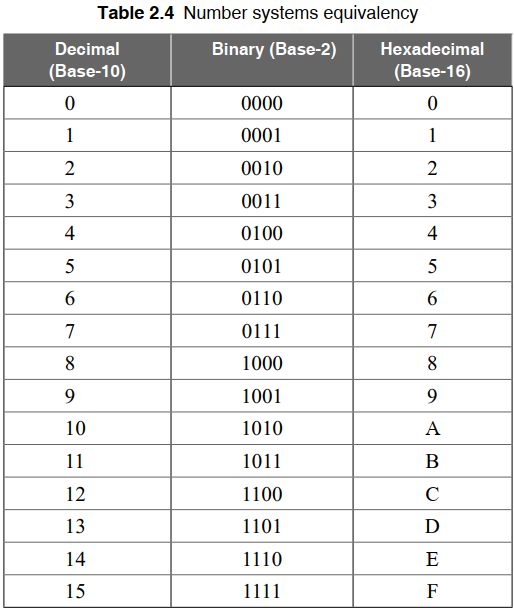 Table 2.4 Number systems equivalency
Decimal (Base-10) Binary (Base-2) Hexadecimal (Base-16)
0 0000 0
1 0001 1
2 0010 2
3 0011 3
4 0100 4
5 0101 5
6 0110 6
7 0111 7
8 1000 8
9 1001 9
10 1010 A
11 1011 B
12 1100 C
13 1101 D
14 1110 E
15 1111 F